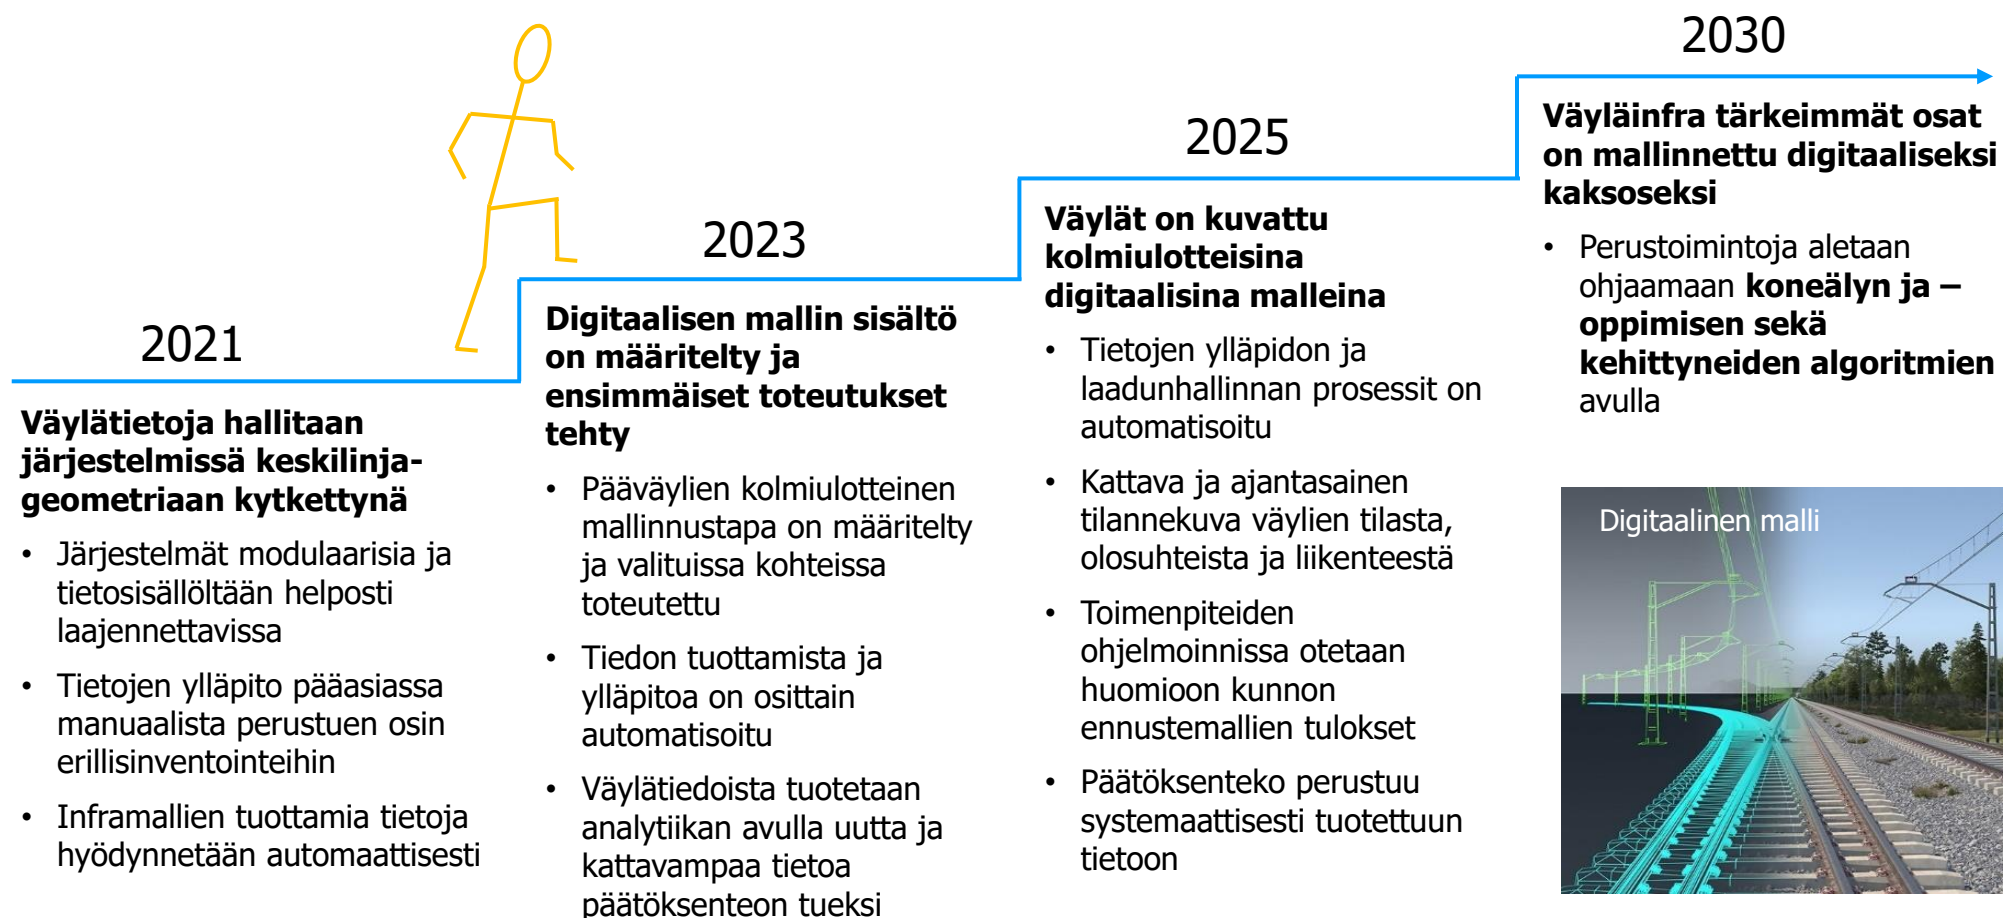 2021
Väylätietoja hallitaan
järjestelmissä keskilinja-
geometriaan kytkettynä
• Järjestelmät modulaarisia ja
tietosisällöltään helposti
laajennettavissa
• Tietojen ylläpito pääasiassa
manuaalista perustuen osin
erillisinventointeihin
• Inframallien tuottamia tietoja
hyödynnetään automaattisesti
2023
Digitaalisen mallin sisältö
on määritelty ja
ensimmäiset toteutukset
tehty
• Pääväylien kolmiulotteinen
mallinnustapa on määritelty
ja valituissa kohteissa
toteutettu
• Tiedon tuottamista ja
ylläpitoa on osittain
automatisoitu
• Väylätiedoista tuotetaan
analytiikan avulla uutta ja
kattavampaa tietoa
päätöksenteon tueksi
2025
Väylät on kuvattu
kolmiulotteisina
digitaalisina malleina
• Tietojen ylläpidon ja
laadunhallinnan prosessit on
automatisoitu
• Kattava ja ajantasainen
tilannekuva väylien tilasta,
olosuhteista ja liikenteestä
• Toimenpiteiden
ohjelmoinnissa otetaan
huomioon kunnon
ennustemallien tulokset
• Päätöksenteko perustuu
systemaattisesti tuotettuun
tietoon
2030
Väyläinfra tärkeimmät osat
on mallinnettu digitaaliseksi
kaksoseksi
• Perustoimintoja aletaan
ohjaamaan koneälyn ja –
oppimisen sekä
kehittyneiden algoritmien
avulla
Digitaalinen malli